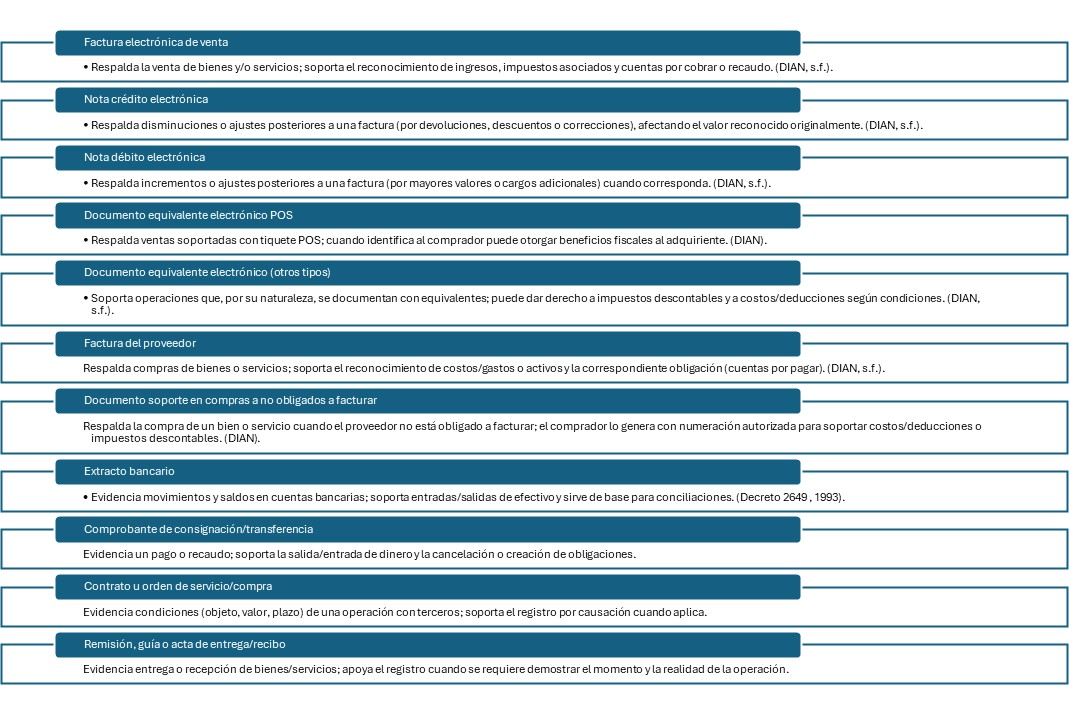 Factura electrónica de venta
• Respalda la venta de bienes y/o servicios; soporta el reconocimiento de ingresos, impuestos asociados y cuentas por cobrar o recaudo. (DIAN, s.f.).
Nota crédito electrónica
• Respalda disminuciones o ajustes posteriores a una factura (por devoluciones, descuentos o correcciones), afectando el valor reconocido originalmente. (DIAN, s.f.).
Nota débito electrónica
• Respalda incrementos o ajustes posteriores a una factura (por mayores valores o cargos adicionales) cuando corresponda. (DIAN, s.f.).
Documento equivalente electrónico POS
• Respalda ventas soportadas con tiquete POS; cuando identifica al comprador puede otorgar beneficios fiscales al adquiriente. (DIAN).
Documento equivalente electrónico (otros tipos)
• Soporta operaciones que, por su naturaleza, se documentan con equivalentes; puede dar derecho a impuestos descontables y a costos/deducciones según condiciones. (DIAN,
s.f.).
Factura del proveedor
Respalda compras de bienes o servicios; soporta el reconocimiento de costos/gastos o activos y la correspondiente obligación (cuentas por pagar). (DIAN, s.f.).
Documento soporte en compras a no obligados a facturar
Respalda la compra de un bien o servicio cuando el proveedor no está obligado a facturar; el comprador lo genera con numeración autorizada para soportar costos/deducciones o
impuestos descontables. (DIAN).
Extracto bancario
• Evidencia movimientos y saldos en cuentas bancarias; soporta entradas/salidas de efectivo y sirve de base para conciliaciones. (Decreto 2649 , 1993).
Comprobante de consignación/transferencia
Evidencia un pago o recaudo; soporta la salida/entrada de dinero y la cancelación o creación de obligaciones.
Contrato u orden de servicio/compra
Evidencia condiciones (objeto, valor, plazo) de una operación con terceros; soporta el registro por causación cuando aplica.
Remisión, guía o acta de entrega/recibo
Evidencia entrega o recepción de bienes/servicios; apoya el registro cuando se requiere demostrar el momento y la realidad de la operación.